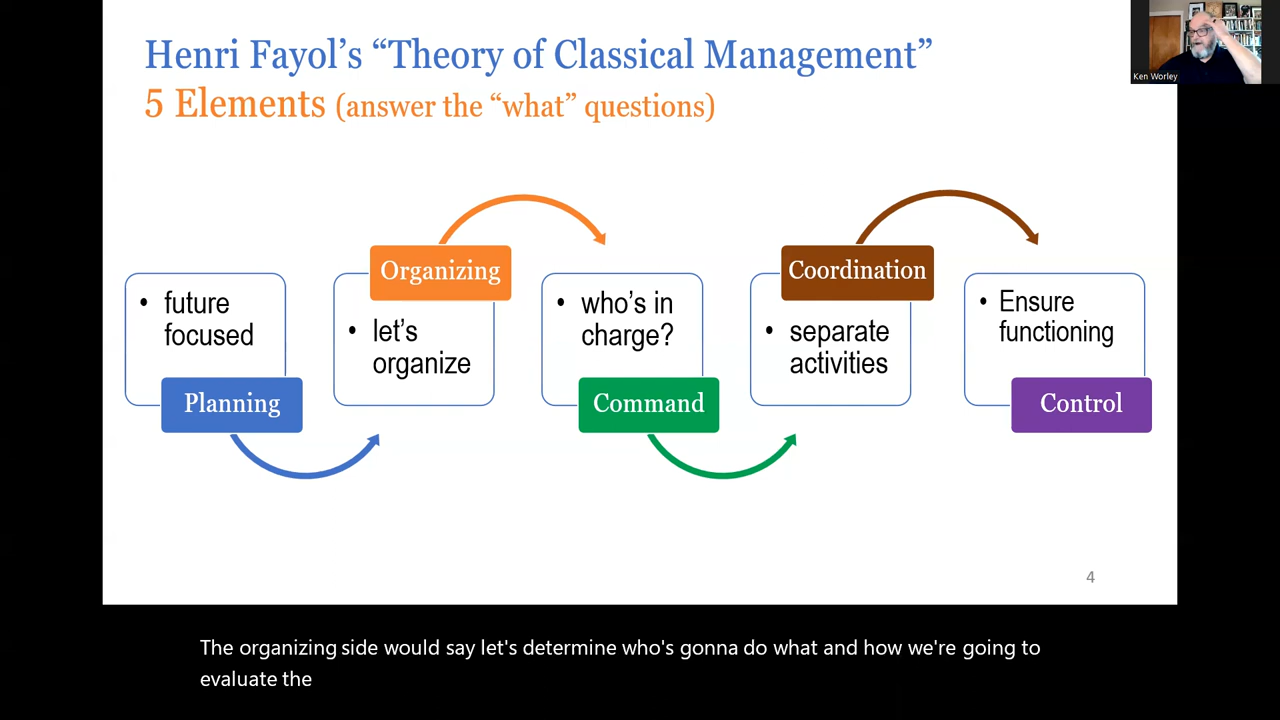 Henri Fayol’s “Theory of Classical Management”
5 Elements (answer the “what” questions)
Ken Worley
• future
focused
Planning
Organizing
• let’s
organize
• who’s in
charge?
Command
Coordination
• separate
activities
• Ensure
functioning
Control
4
The organizing side would say let's determine who's gonna do what and how we're going to
evaluate the